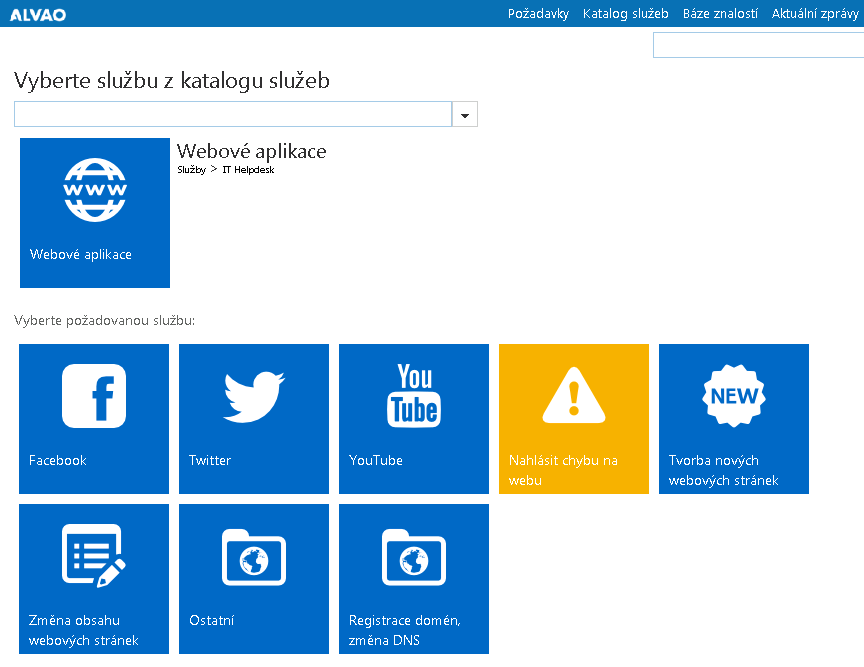 ALVAO
Požadavky Katalog služeb Báze znalostí Aktuální zprávy
Vyberte službu z katalogu služeb
www
Webové aplikace
Webové aplikace
Služby > IT Helpdesk
Vyberte požadovanou službu:
f
Facebook
Twitter
You
Tube
YouTube
!
Nahlásit chybu na
webu
NEW
Tvorba nových
webových stránek
Změna obsahu
webových stránek
Ostatní
Registrace domén,
změna DNS